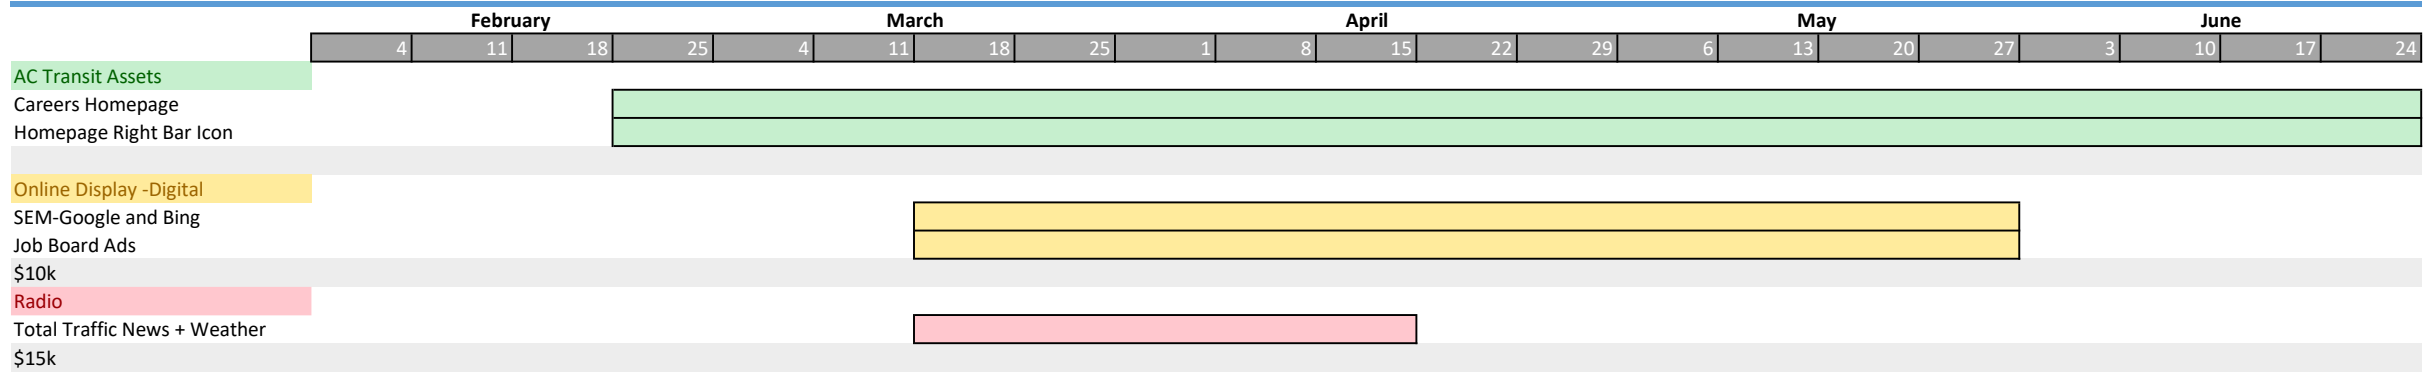 February March April May June
4 11 18 25 4 11 18 25 1 8 15 22 29 6 13 20 27 3 10 17 24
AC Transit Assets
Careers Homepage
Homepage Right Bar Icon
Online Display -Digital
SEM-Google and Bing
Job Board Ads
$10k
Radio
Total Traffic News + Weather
$15k